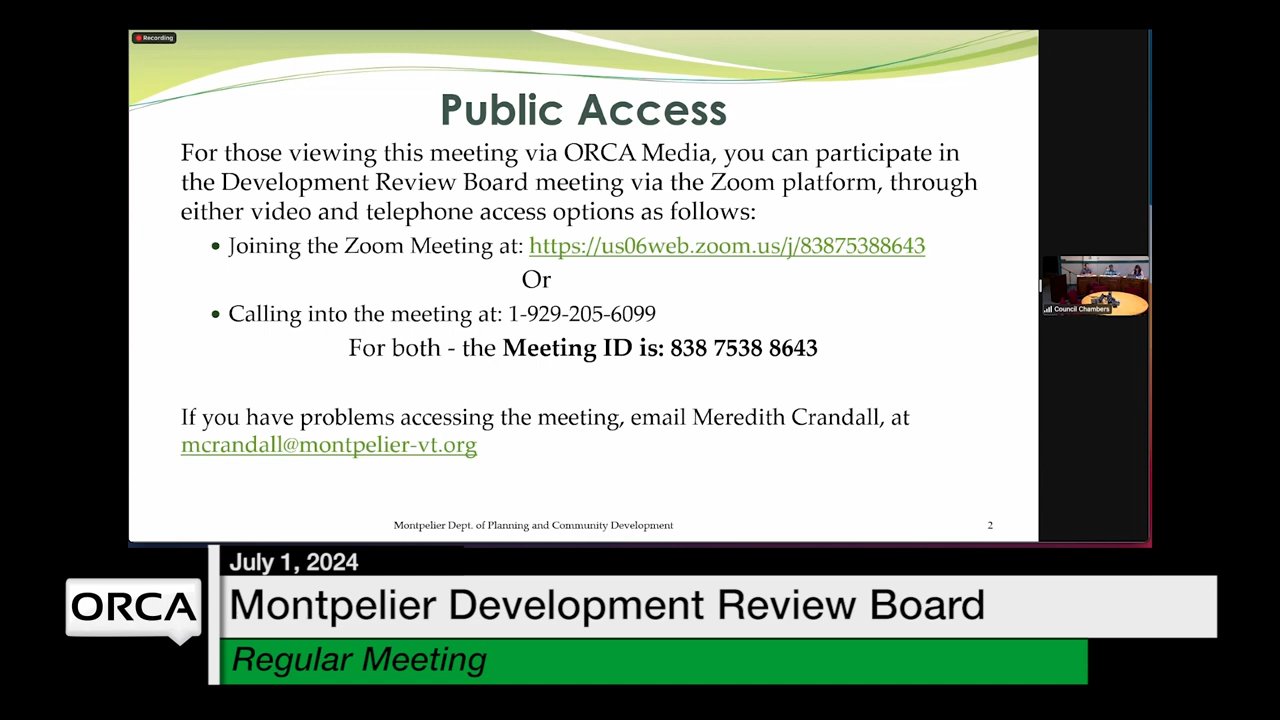 Recording
Public Access
For those viewing this meeting via ORCA Media, you can participate in
the Development Review Board meeting via the Zoom platform, through
either video and telephone access options as follows:
• Joining the Zoom Meeting at: https://us06web.zoom.us/j/83875388643
Or
• Calling into the meeting at: 1-929-205-6099
For both - the Meeting ID is: 838 7538 8643
If you have problems accessing the meeting, email Meredith Crandall, at
mcrandall@montpelier-vt.org
Montpelier Dept. of Planning and Community Development
2
Council Chambers
July 1, 2024
ORCA
Montpelier Development Review Board
Regular Meeting